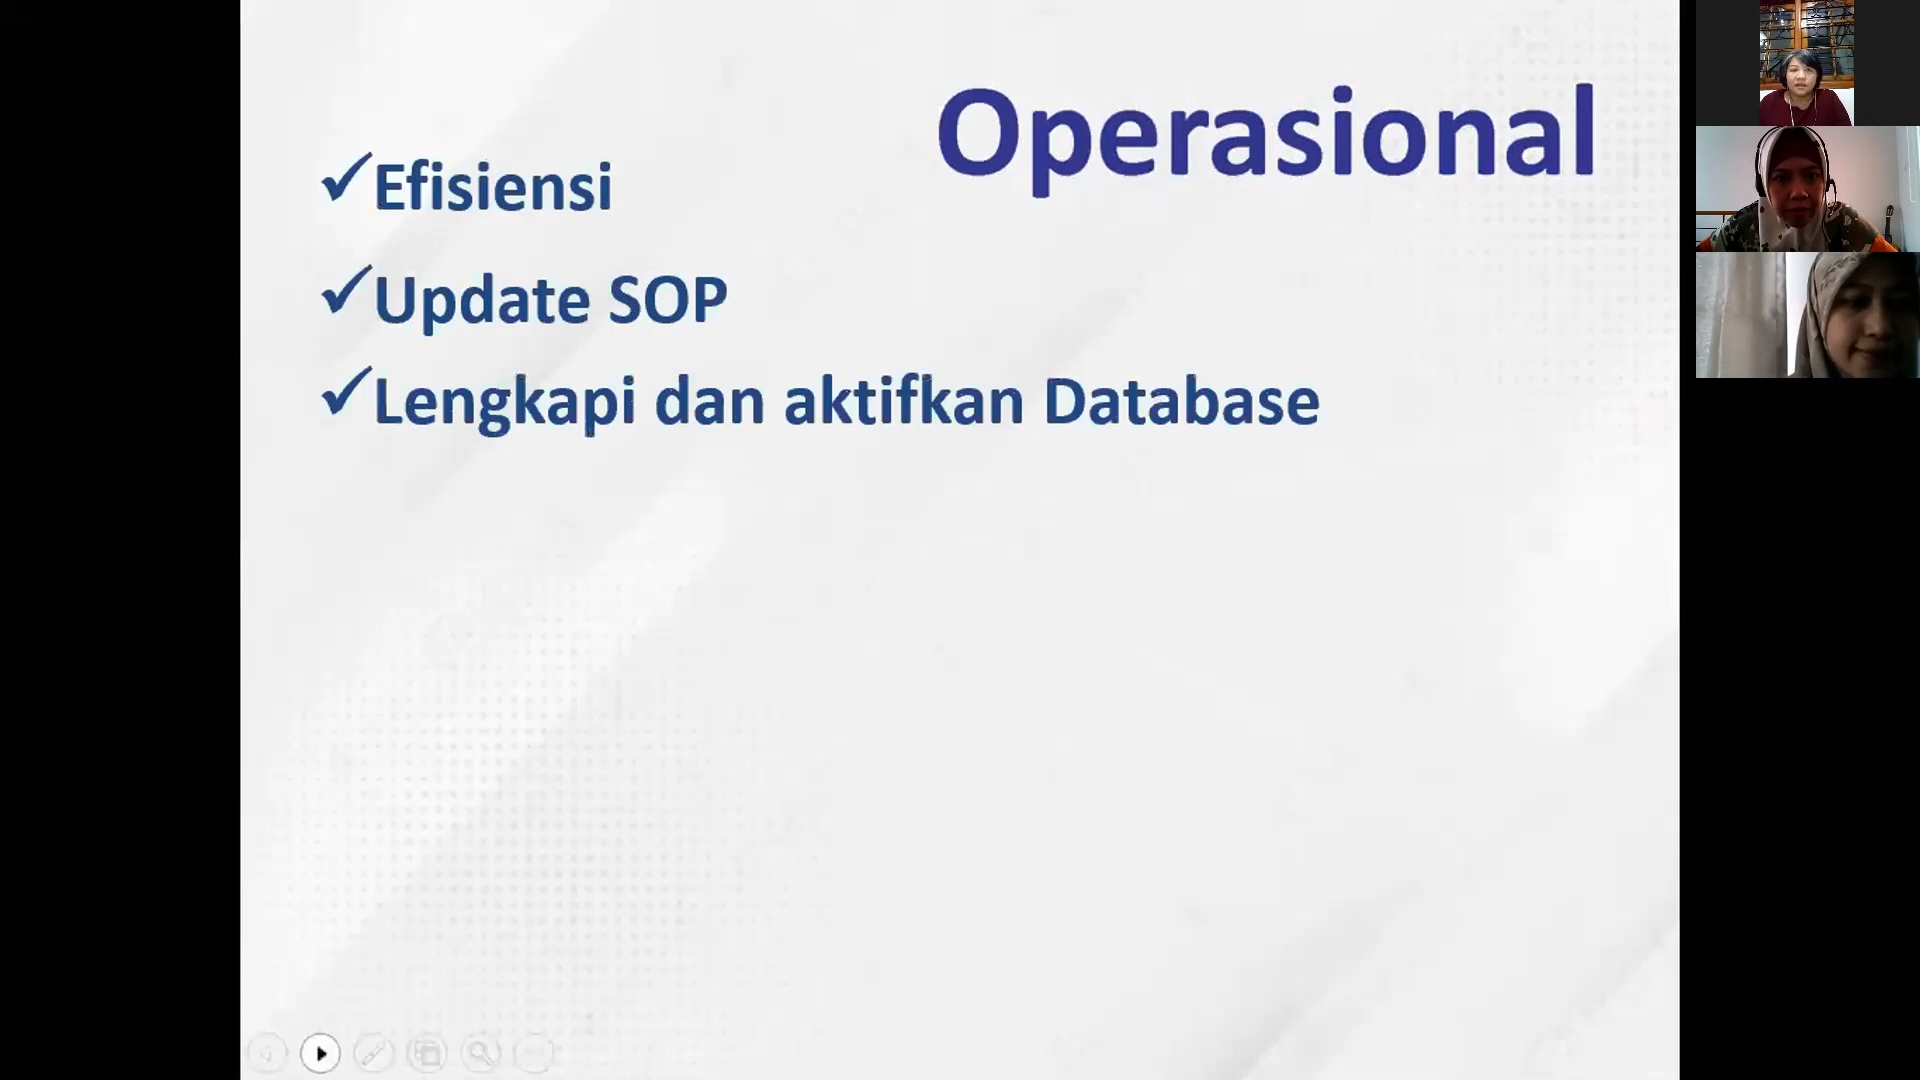 Operasional
✓Efisiensi
✓Update SOP
✓Lengkapi dan aktifkan Database